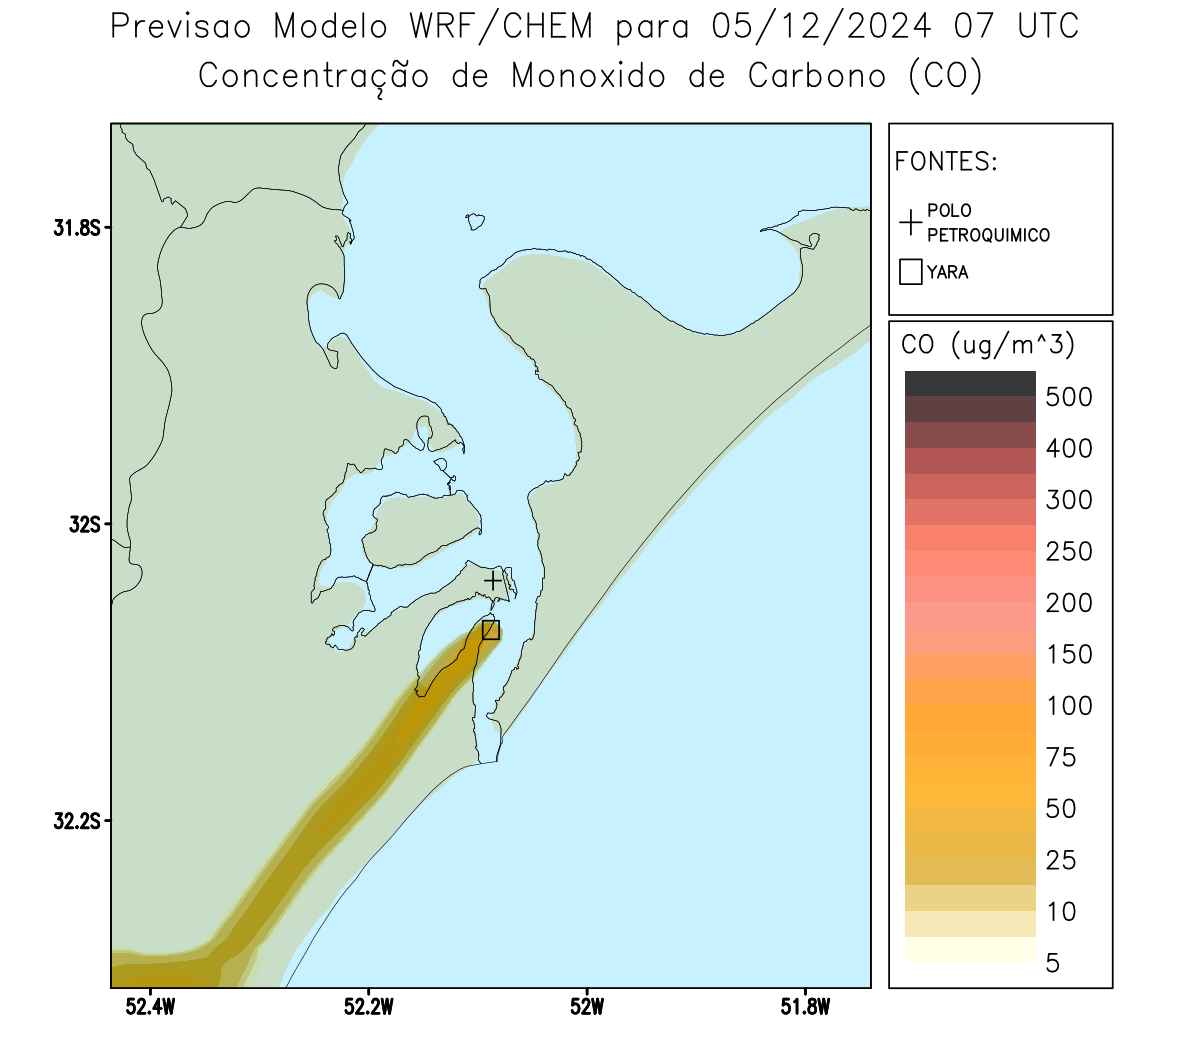 Previsao Modelo WRF/CHEM para 05/12/2024 07 UTC
Concentração de Monoxido de Carbono (CO)
FONTES:
POLO
PETROQUIMICO
YARA
CO (ug/m^3)
500
400
300
250
200
150
100
75
50
25
10
5
31.8S
32S
32.2S
52.4W
52.2W
52W
51.8W